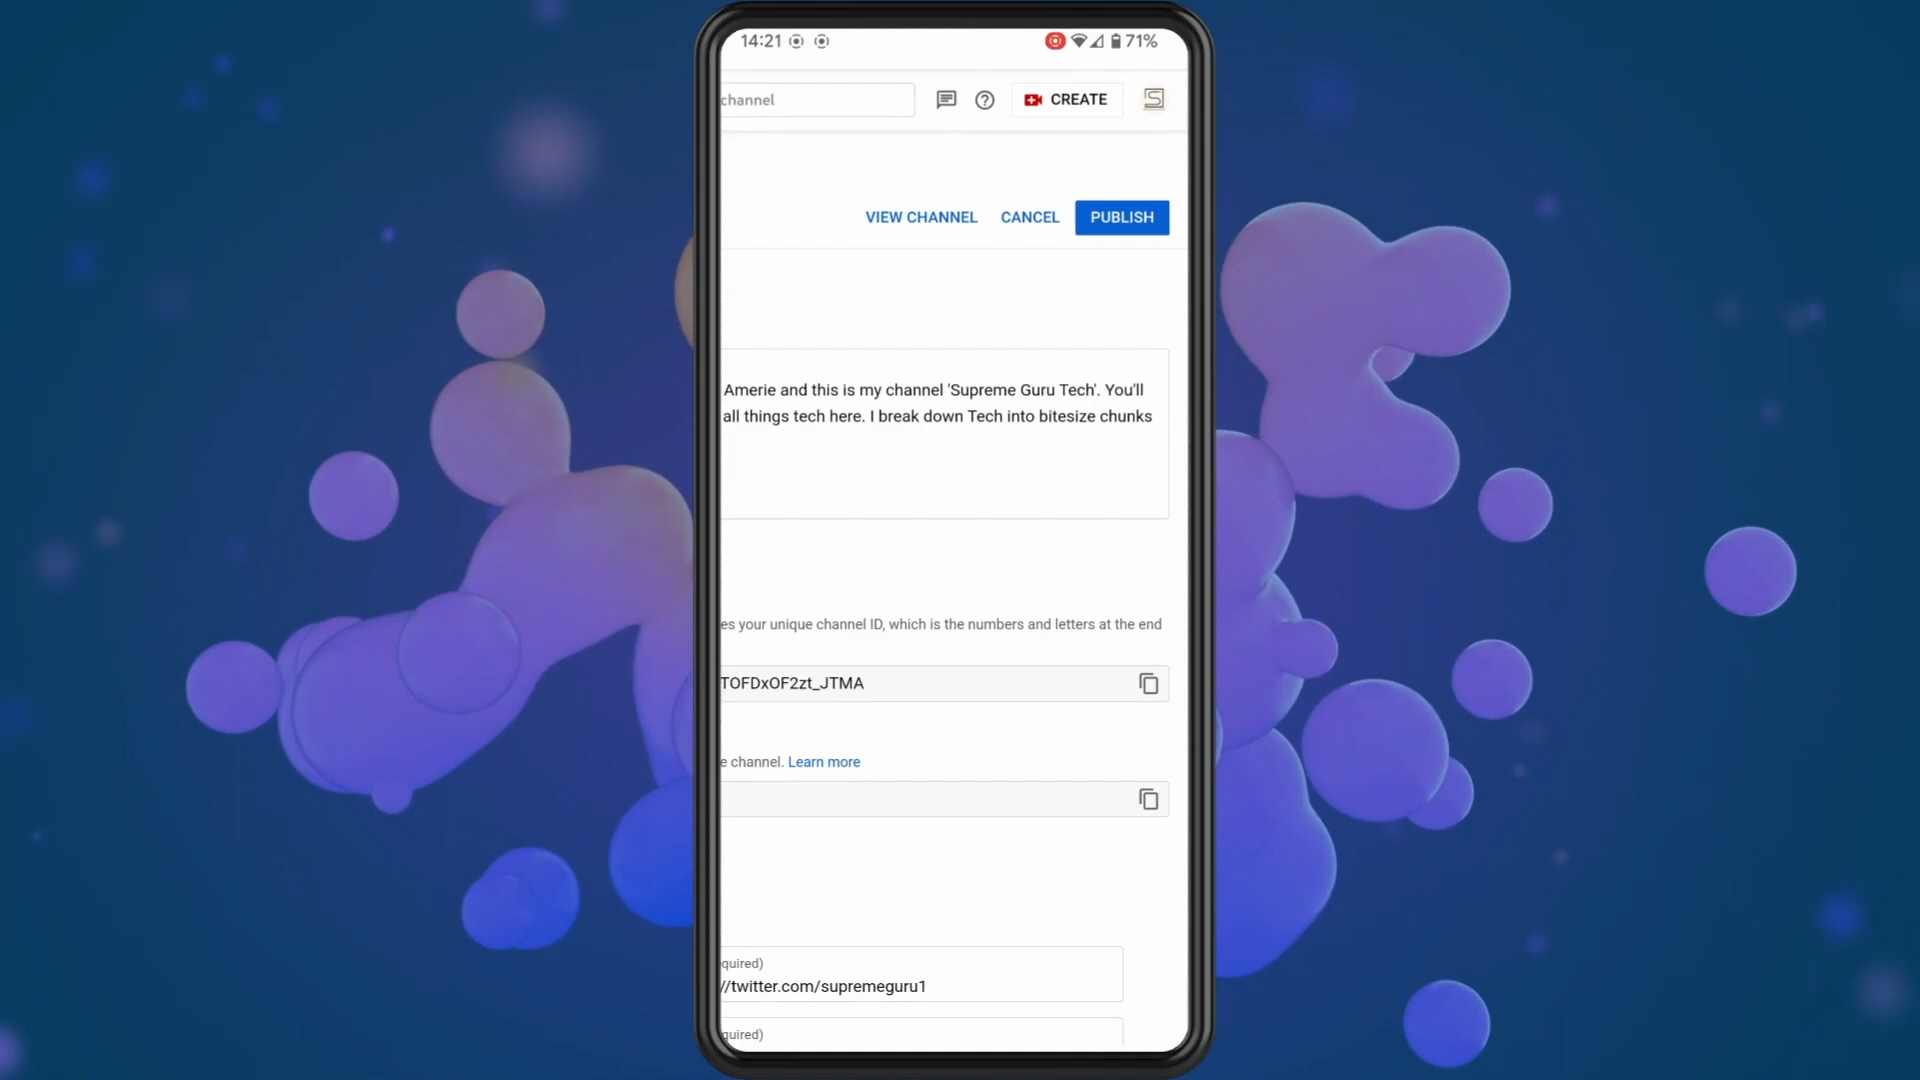 14:21 71%
channel
CREATE
VIEW CHANNEL CANCEL PUBLISH
Amerie and this is my channel 'Supreme Guru Tech'. You'll
all things tech here. I break down Tech into bitesize chunks
es your unique channel ID, which is the numbers and letters at the end
TOFDxOF2zt_JTMA
e channel. Learn more
quired)
//twitter.com/supremeguru1
quired)